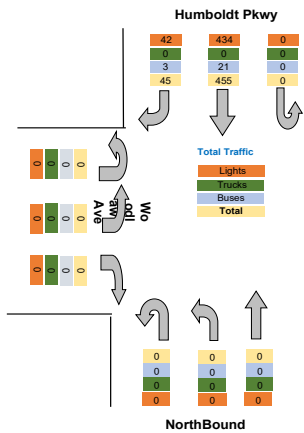 Humboldt Pkwy
42 434 0
0 0 0
3 21 0
45 455 0
Total Traffic
Lights
Trucks
Buses
Total
0 0 0 0
0 0 0 0
0 0 0 0
Wo
odl
aw
Ave
0 0 0
0 0 0
0 0 0
0 0 0
NorthBound